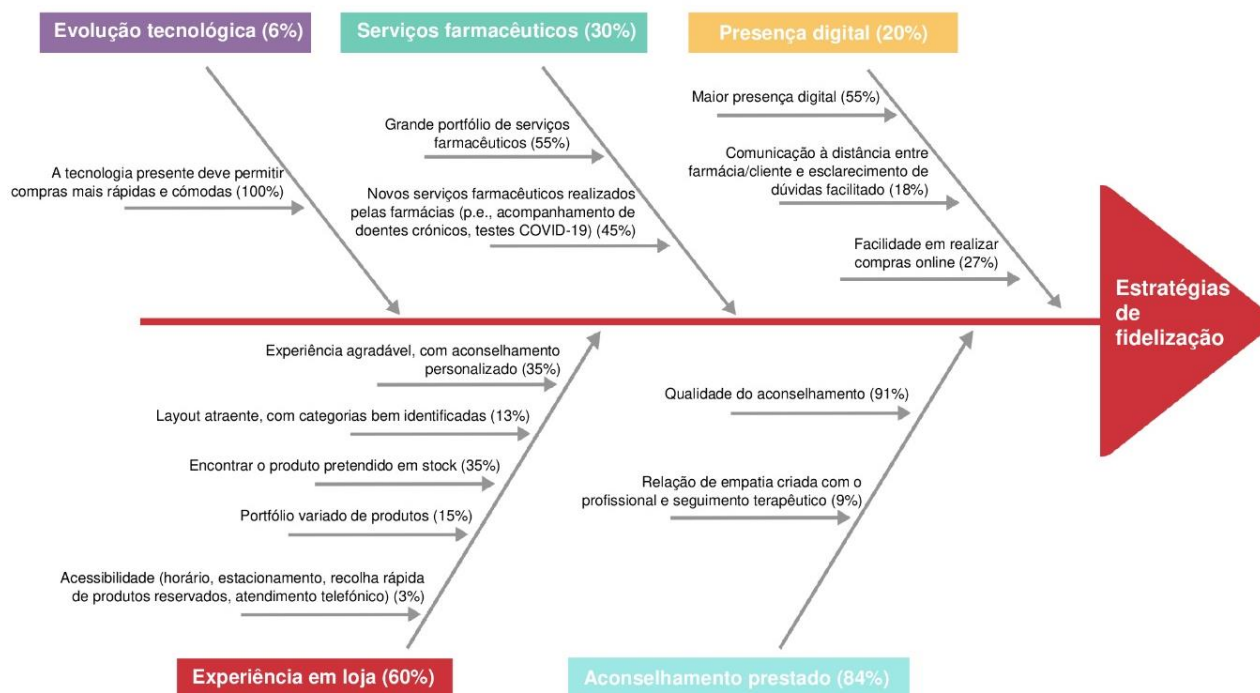 Evolução tecnológica (6%)
Serviços farmacêuticos (30%)
Presença digital (20%)
A tecnologia presente deve permitir
compras mais rápidas e cómodas (100%)
Grande portfólio de serviços
farmacêuticos (55%)
Novos serviços farmacêuticos realizados
pelas farmácias (p.e., acompanhamento de
doentes crónicos, testes COVID-19) (45%)
Maior presença digital (55%)
Comunicação à distância entre
farmácia/cliente e esclarecimento de
dúvidas facilitado (18%)
Facilidade em realizar
compras online (27%)
Estratégias
de
fidelização
Experiência agradável, com aconselhamento
personalizado (35%)
Layout atraente, com categorias bem identificadas (13%)
Encontrar o produto pretendido em stock (35%)
Portfólio variado de produtos (15%)
Acessibilidade (horário, estacionamento, recolha rápida
de produtos reservados, atendimento telefónico) (3%)
Qualidade do aconselhamento (91%)
Relação de empatia criada com o
profissional e seguimento terapêutico (9%)
Experiência em loja (60%)
Aconselhamento prestado (84%)